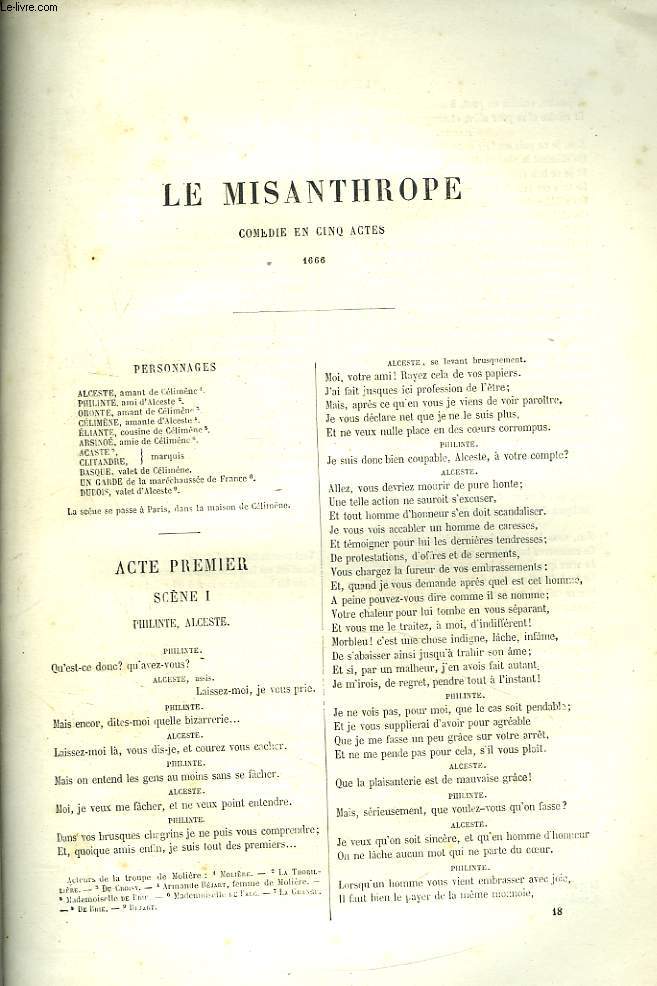 Le-livre.com
LE MISANTHROPE
COMEDIE EN CINQ ACTES
1666
PERSONNAGES
ALCESTE, amant de Célimène ¹.
PHILINTE, ami d'Alceste ².
ORONTE, amant de Célimène ³
CÉLIMÈNE, amante d'Alceste ⁴.
ÉLIANTE, cousine de Célimène ⁵.
ARSINOÉ, amie de Célimène ⁶.
ACASTE ⁷,
CLITANDRE, } marquis
BASQUE, valet de Célimène.
UN GARDE de la maréchaussée de France ⁸.
DUBOIS, valet d'Alceste ⁹.
La scène se passe à Paris, dans la maison de Célimène.
ACTE PREMIER
SCÈNE I
PHILINTE, ALCESTE.
PHILINTE.
Qu'est-ce donc? qu'avez-vous?
ALCESTE, assis.
Laissez-moi, je vous prie.
PHILINTE.
Mais encor, dites-moi quelle bizarrerie...
ALCESTE.
Laissez-moi là, vous dis-je, et courez vous cacher.
PHILINTE.
Mais on entend les gens au moins sans se fâcher.
ALCESTE.
Moi, je veux me fâcher, et ne veux point entendre.
PHILINTE.
Dans vos brusques chagrins je ne puis vous comprendre;
Et, quoique amis enfin, je suis tout des premiers...
Acteurs de la troupe de Molière : ¹ MOLIÈRE. — ² LA THORIL-
LIÈRE. — ³ DU CROISY. — ⁴ Armande BÉJART, femme de Molière. —
⁵ Mademoiselle DE BRIE. — ⁶ Mademoiselle DU PARC. — ⁷ LA GRANGE.
— ⁸ DE BRIE. — ⁹ BÉJART.
ALCESTE, se levant brusquement.
Moi, votre ami! Rayez cela de vos papiers.
J'ai fait jusques ici profession de l'être;
Mais, après ce qu'en vous je viens de voir paroître,
Je vous déclare net que je ne le suis plus,
Et ne veux nulle place en des cœurs corrompus.
PHILINTE.
Je suis donc bien coupable, Alceste, à votre compte?
ALCESTE.
Allez, vous devriez mourir de pure honte;
Une telle action ne sauroit s'excuser,
Et tout homme d'honneur s'en doit scandaliser.
Je vous vois accabler un homme de caresses,
Et témoigner pour lui les dernières tendresses;
De protestations, d'offres et de serments,
Vous chargez la fureur de vos embrassements :
Et, quand je vous demande après quel est cet homme,
A peine pouvez-vous dire comme il se nomme;
Votre chaleur pour lui tombe en vous séparant,
Et vous me le traitez, à moi, d'indifférent!
Morbleu! c'est une chose indigne, lâche, infâme,
De s'abaisser ainsi jusqu'à trahir son âme;
Et si, par un malheur, j'en avois fait autant,
Je m'irois, de regret, pendre tout à l'instant!
PHILINTE.
Je ne vois pas, pour moi, que le cas soit pendable;
Et je vous supplierai d'avoir pour agréable
Que je me fasse un peu grâce sur votre arrêt,
Et ne me pende pas pour cela, s'il vous plaît.
ALCESTE.
Que la plaisanterie est de mauvaise grâce!
PHILINTE.
Mais, sérieusement, que voulez-vous qu'on fasse?
ALCESTE.
Je veux qu'on soit sincère, et qu'en homme d'honneur
On ne lâche aucun mot qui ne parte du cœur.
PHILINTE.
Lorsqu'un homme vous vient embrasser avec joie,
Il faut bien le payer de la même monnoie,
18